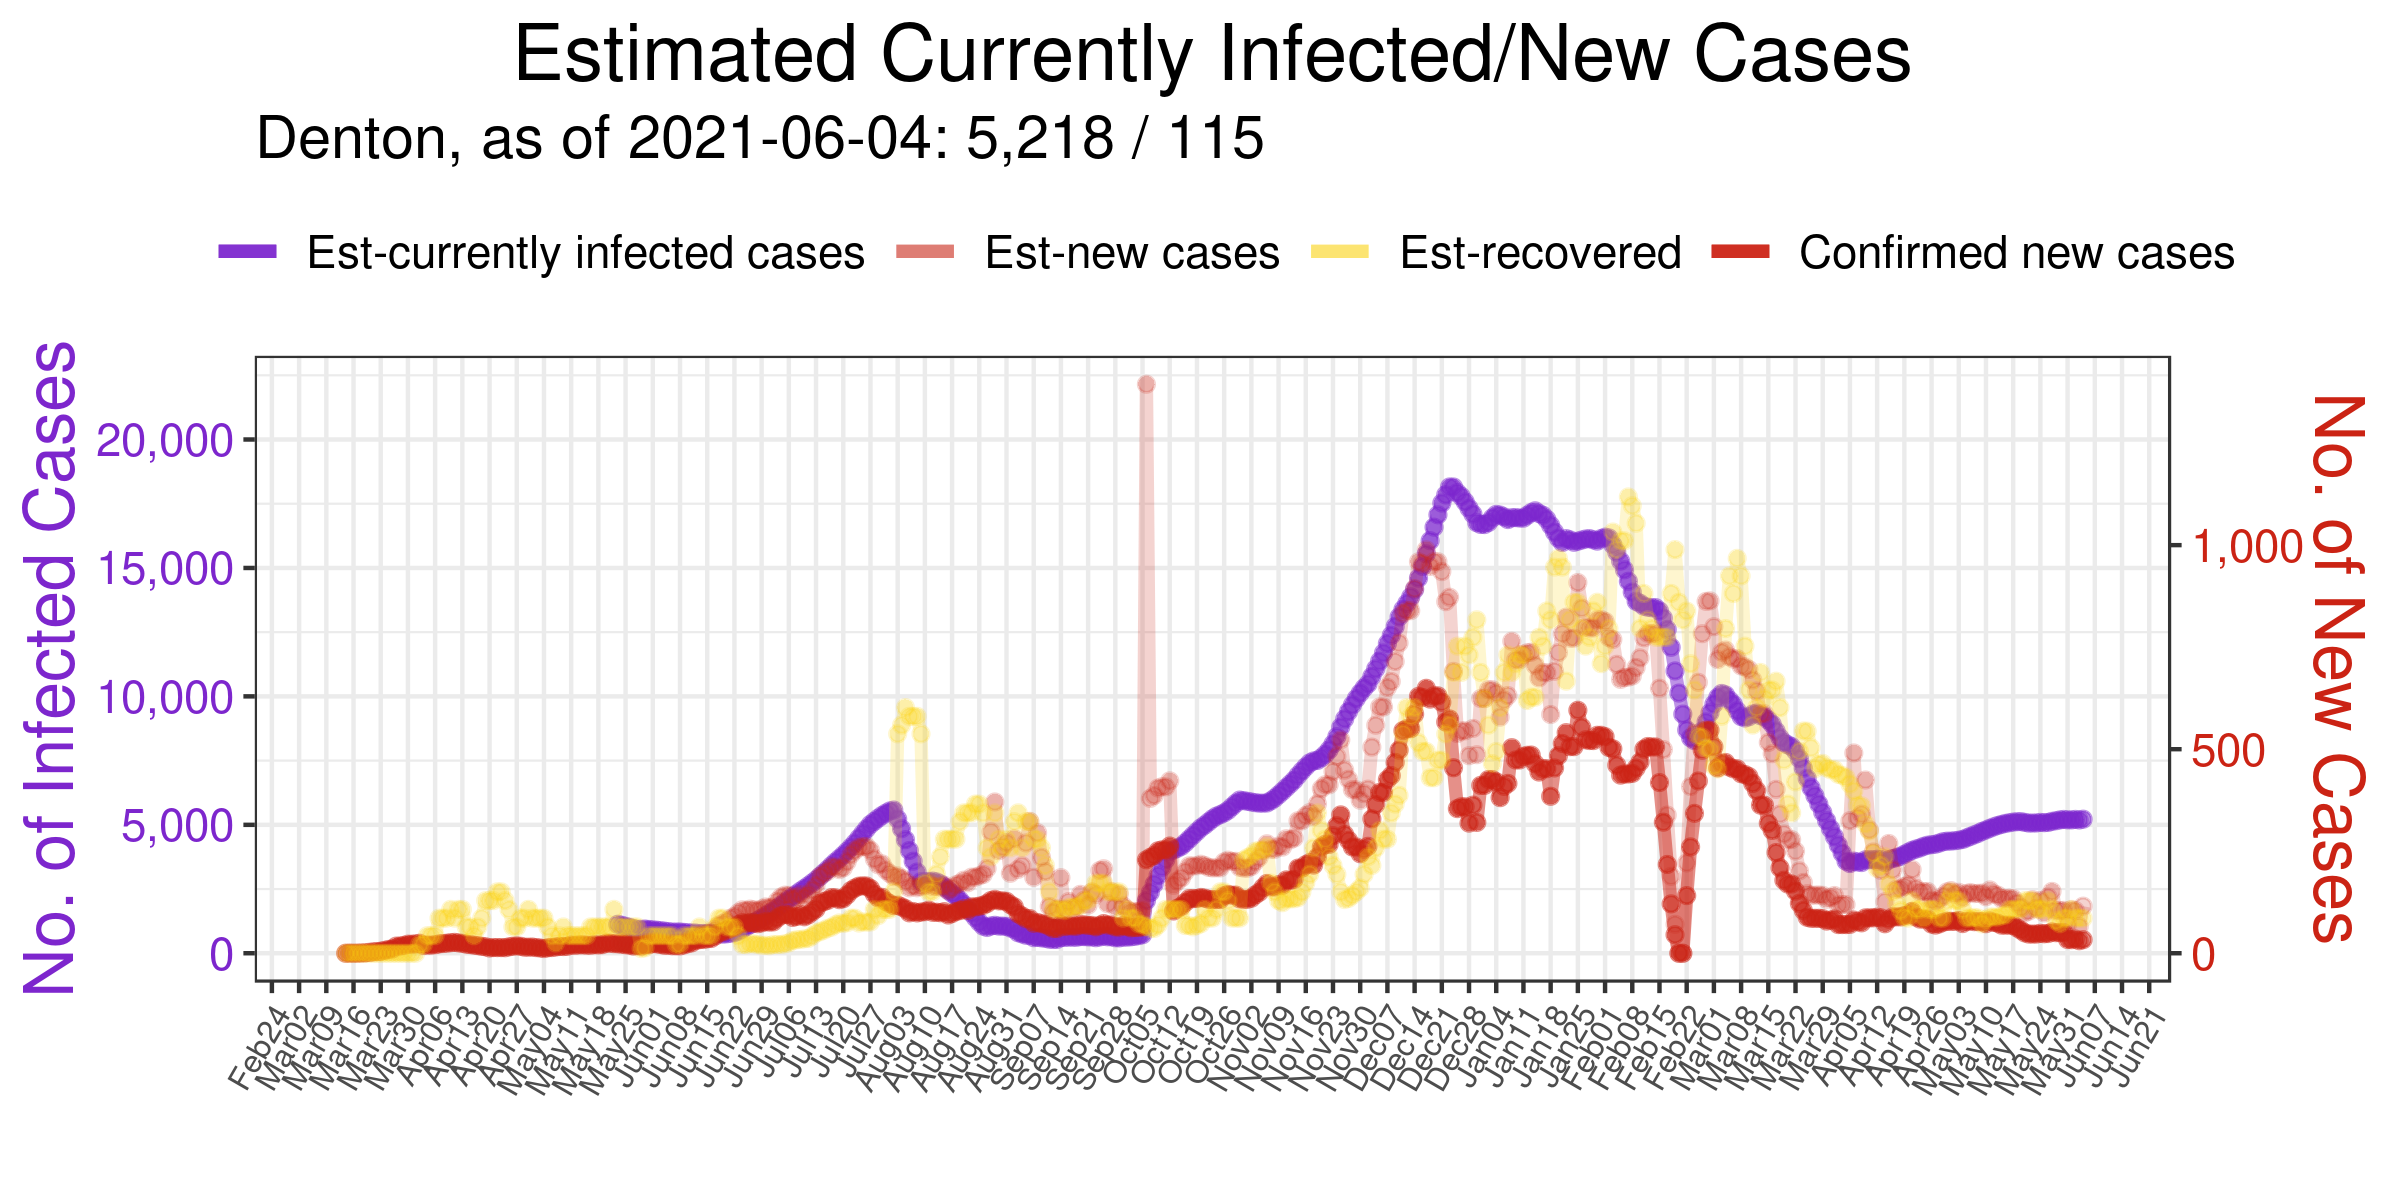 Estimated Currently Infected/New Cases
Denton, as of 2021-06-04: 5,218 / 115
Est-currently infected cases
Est-new cases
Est-recovered
Confirmed new cases
No. of Infected Cases
20,000
15,000
10,000
5,000
0
No. of New Cases
1,000
500
0
Feb24
Mar02
Mar09
Mar16
Mar23
Mar30
Apr06
Apr13
Apr20
Apr27
May04
May11
May18
May25
Jun01
Jun08
Jun15
Jun22
Jun29
Jul06
Jul13
Jul20
Jul27
Aug03
Aug10
Aug17
Aug24
Aug31
Sep07
Sep14
Sep21
Sep28
Oct05
Oct12
Oct19
Oct26
Nov02
Nov09
Nov16
Nov23
Nov30
Dec07
Dec14
Dec21
Dec28
Jan04
Jan11
Jan18
Jan25
Feb01
Feb08
Feb15
Feb22
Mar01
Mar08
Mar15
Mar22
Mar29
Apr05
Apr12
Apr19
Apr26
May03
May10
May17
May24
May31
Jun07
Jun14
Jun21